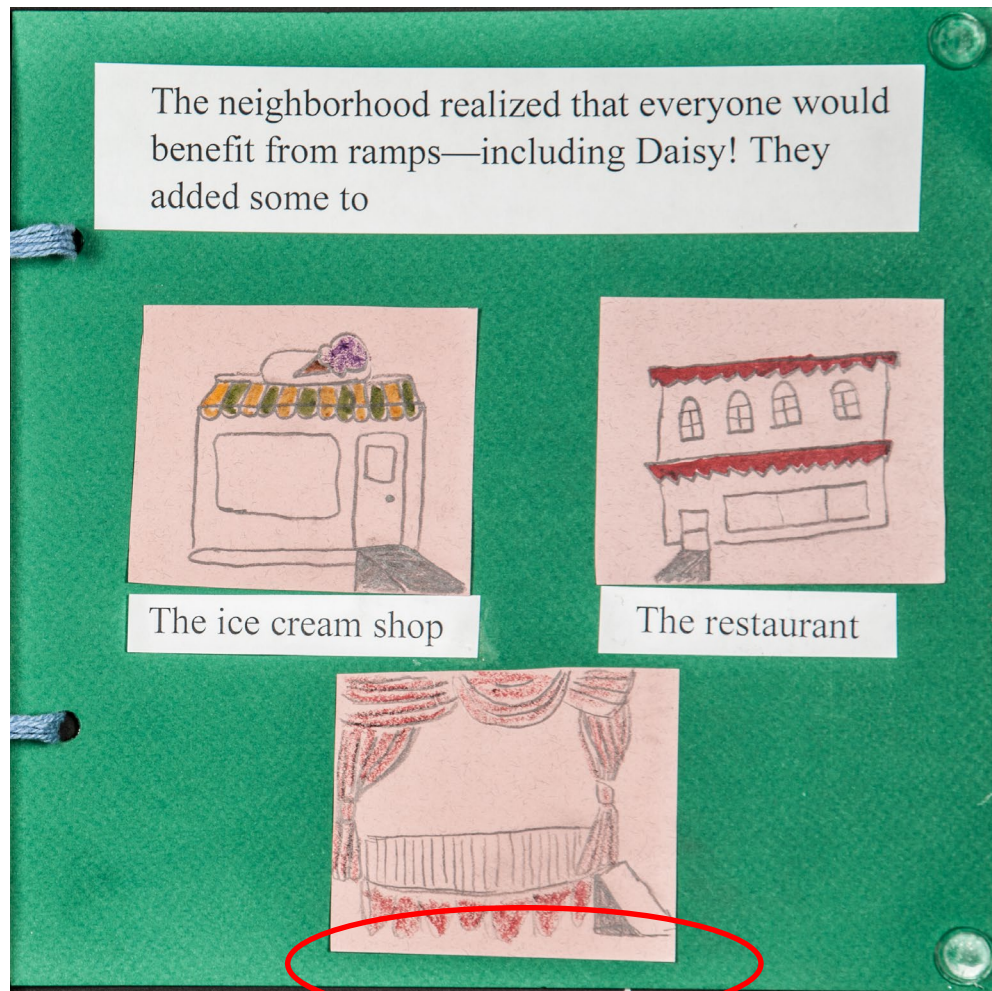 The neighborhood realized that everyone would
benefit from ramps—including Daisy! They
added some to
The ice cream shop
The restaurant